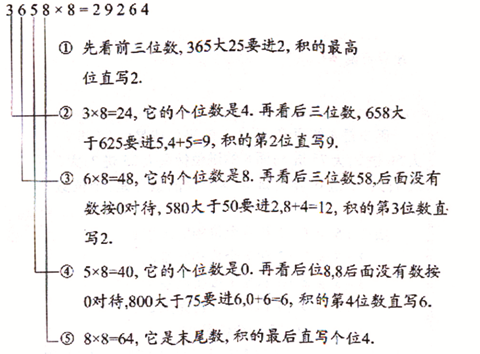 3658×8=29264
① 先看前三位数, 365大25要进2, 积的最高
位直写2.
② 3×8=24, 它的个位数是4. 再看后三位数, 658大
于625要进5,4+5=9, 积的第2位直写9.
③ 6×8=48, 它的个位数是8. 再看后三位数58,后面没有
数按0对待, 580大于50要进2,8+4=12, 积的第3位数直
写2.
④ 5×8=40, 它的个位数是0. 再看后位8,8后面没有数按
0对待,800大于75要进6,0+6=6, 积的第4位数直写6.
⑤ 8×8=64, 它是末尾数, 积的最后直写个位4.